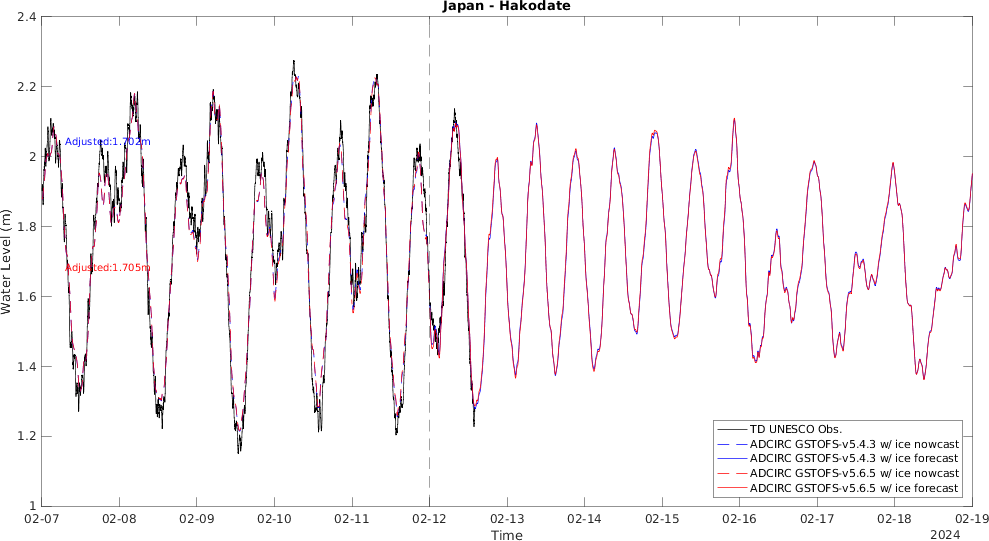 Japan - Hakodate
2.4
2.2
2
1.8
1.6
1.4
1.2
1
Water Level (m)
Adjusted:1.702m
Adjusted:1.705m
TD UNESCO Obs.
ADCIRC GSTOFS-v5.4.3 w/ ice nowcast
ADCIRC GSTOFS-v5.4.3 w/ ice forecast
ADCIRC GSTOFS-v5.6.5 w/ ice nowcast
ADCIRC GSTOFS-v5.6.5 w/ ice forecast
02-07 02-08 02-09 02-10 02-11 02-12 02-13 02-14 02-15 02-16 02-17 02-18 02-19
Time
2024